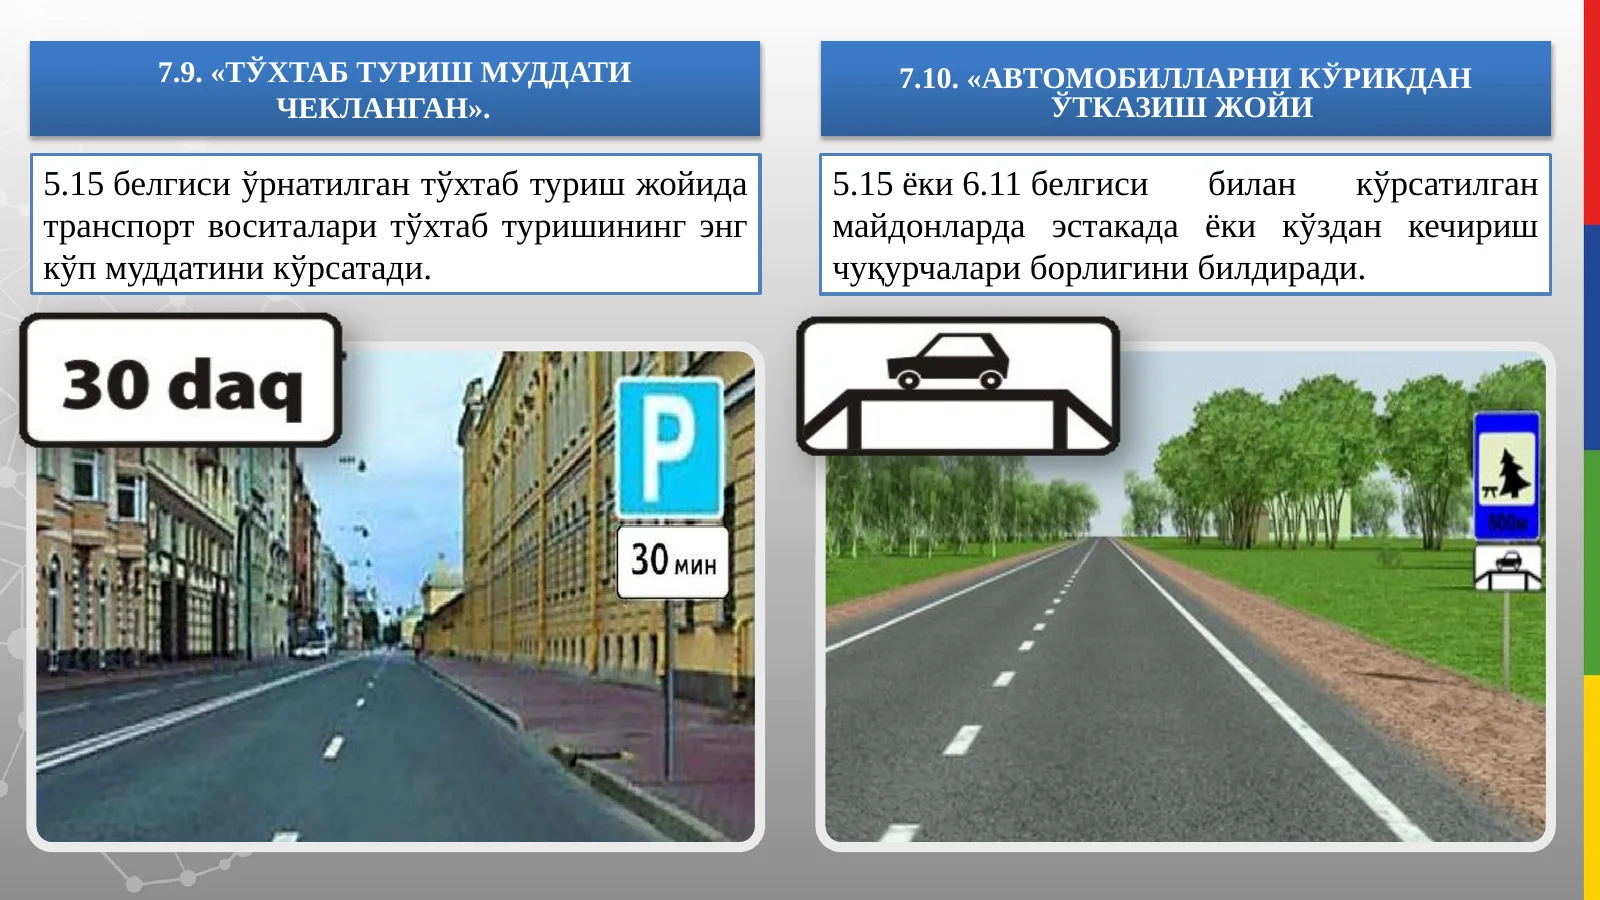 7.9. «ТЎХТАБ ТУРИШ МУДДАТИ
ЧЕКЛАНГАН».
5.15 белгиси ўрнатилган тўхтаб туриш жойида
транспорт воситалари тўхтаб туришининг энг
кўп муддатини кўрсатади.
30 daq
P
30 мин
7.10. «АВТОМОБИЛЛАРНИ КЎРИКДАН
ЎТКАЗИШ ЖОЙИ
5.15 ёки 6.11 белгиси билан кўрсатилган
майдонларда эстакада ёки кўздан кечириш
чуқурчалари борлигини билдиради.
500м